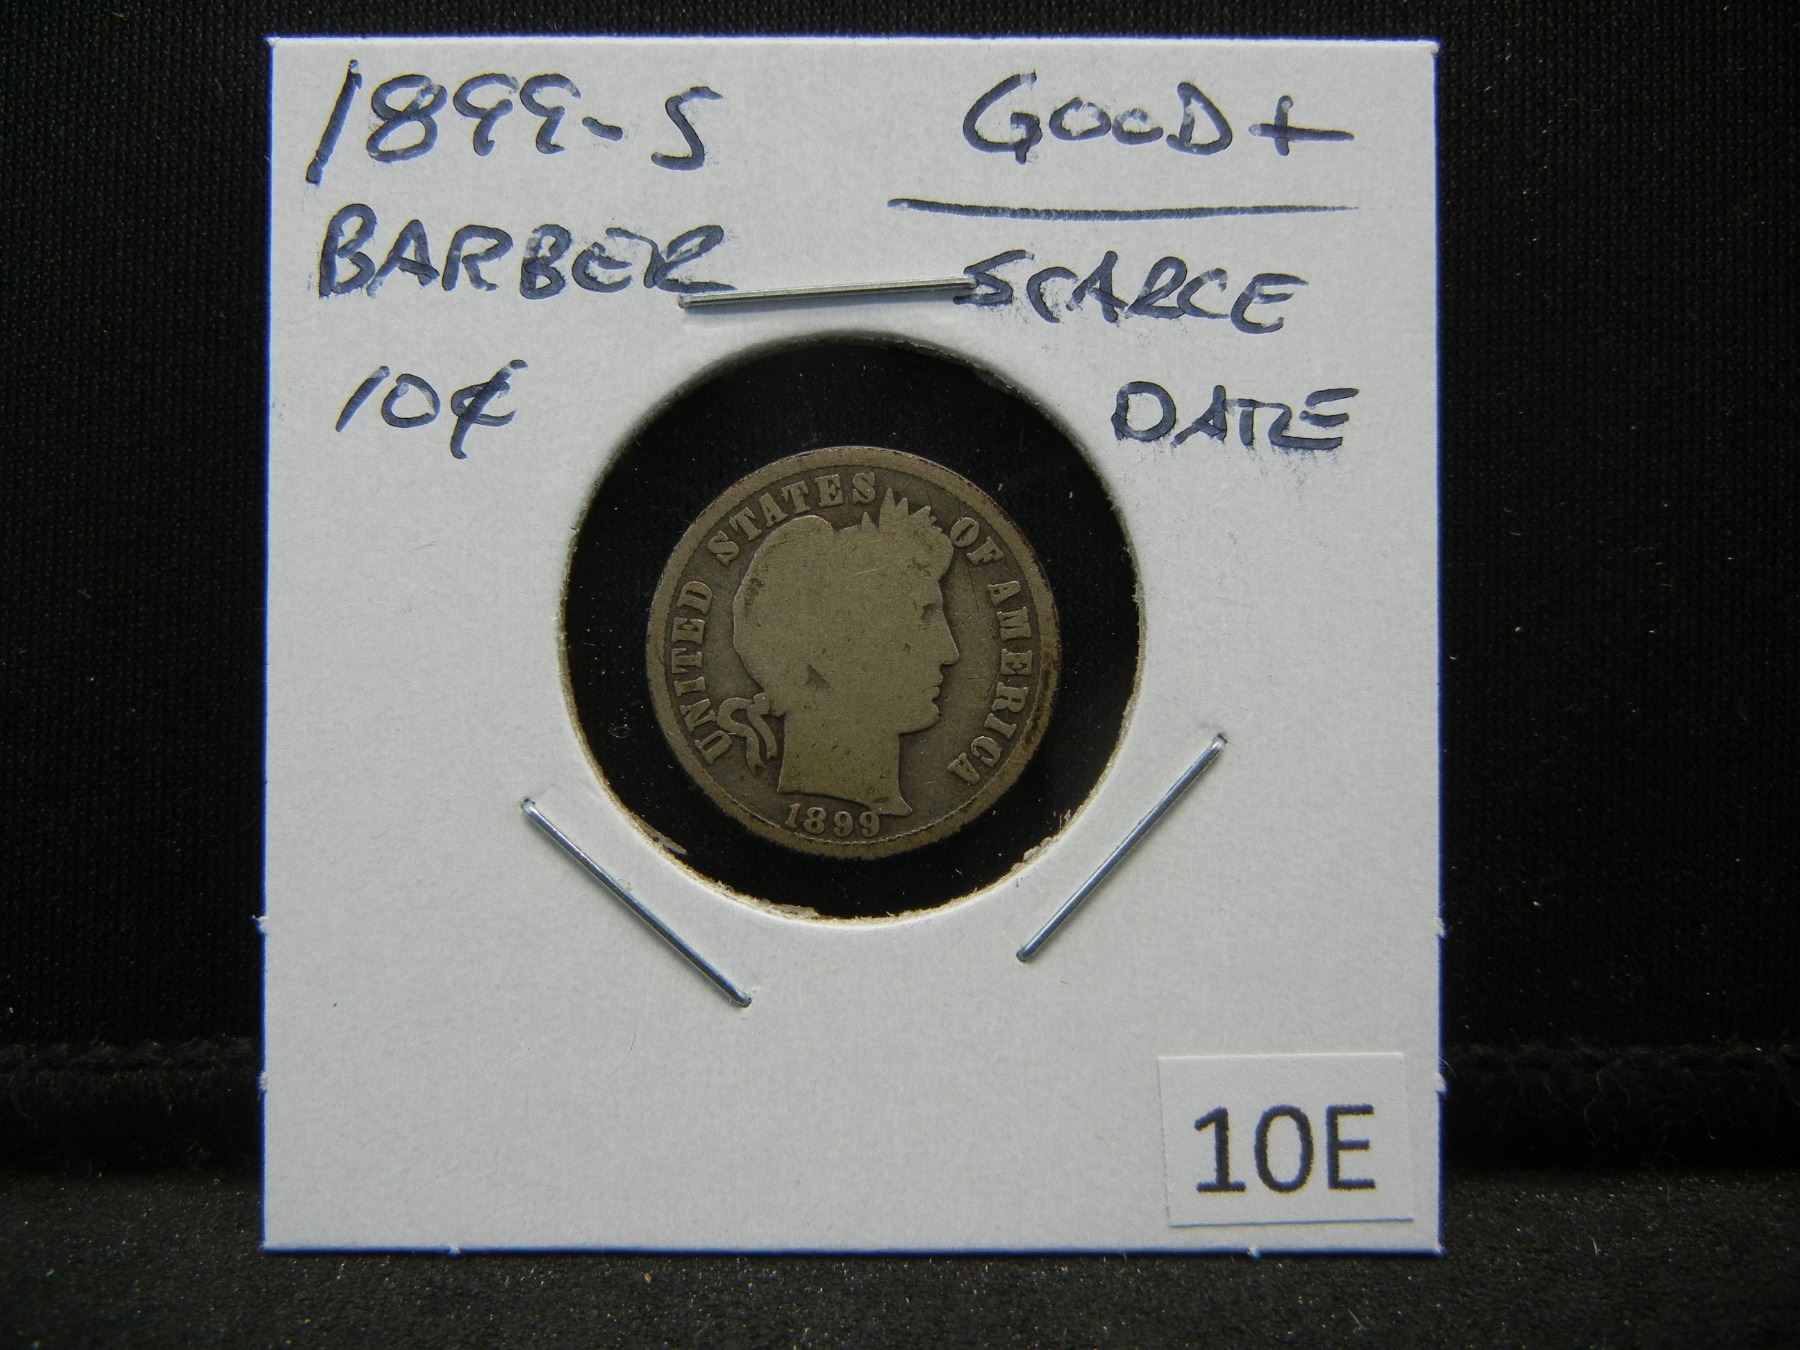 1899-S GOOD+
BARBER SCARCE
10¢ DATE
UNITED STATES OF AMERICA
1899
10E